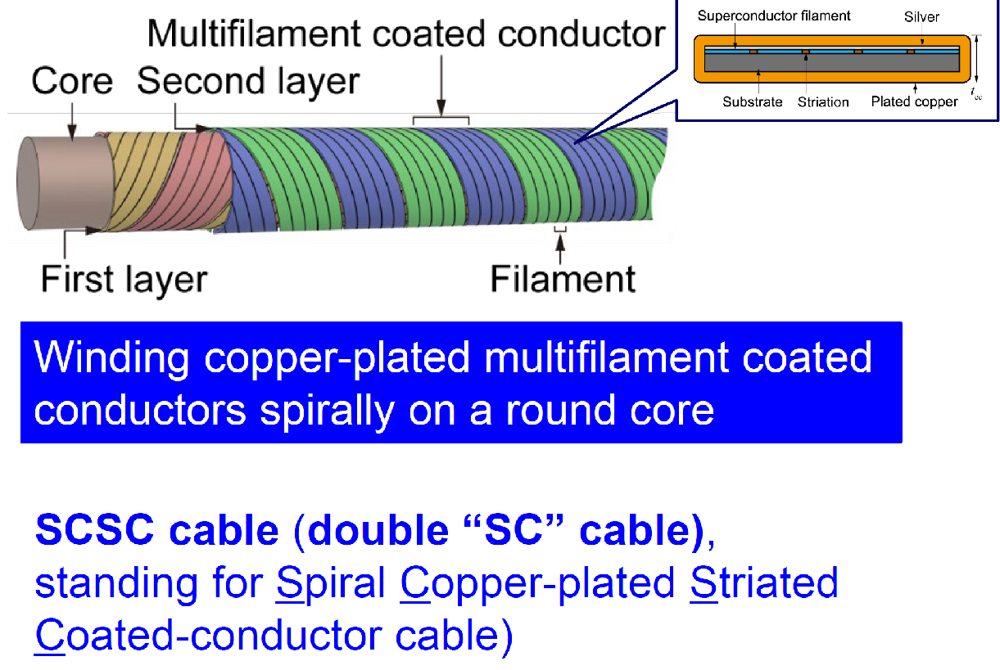 Superconductor filament
Silver
Multifilament coated conductor
Core
Second layer
Substrate
Striation
Plated copper
tcc
First layer
Filament
Winding copper-plated multifilament coated
conductors spirally on a round core
SCSC cable (double “SC” cable),
standing for Spiral Copper-plated Striated
Coated-conductor cable)